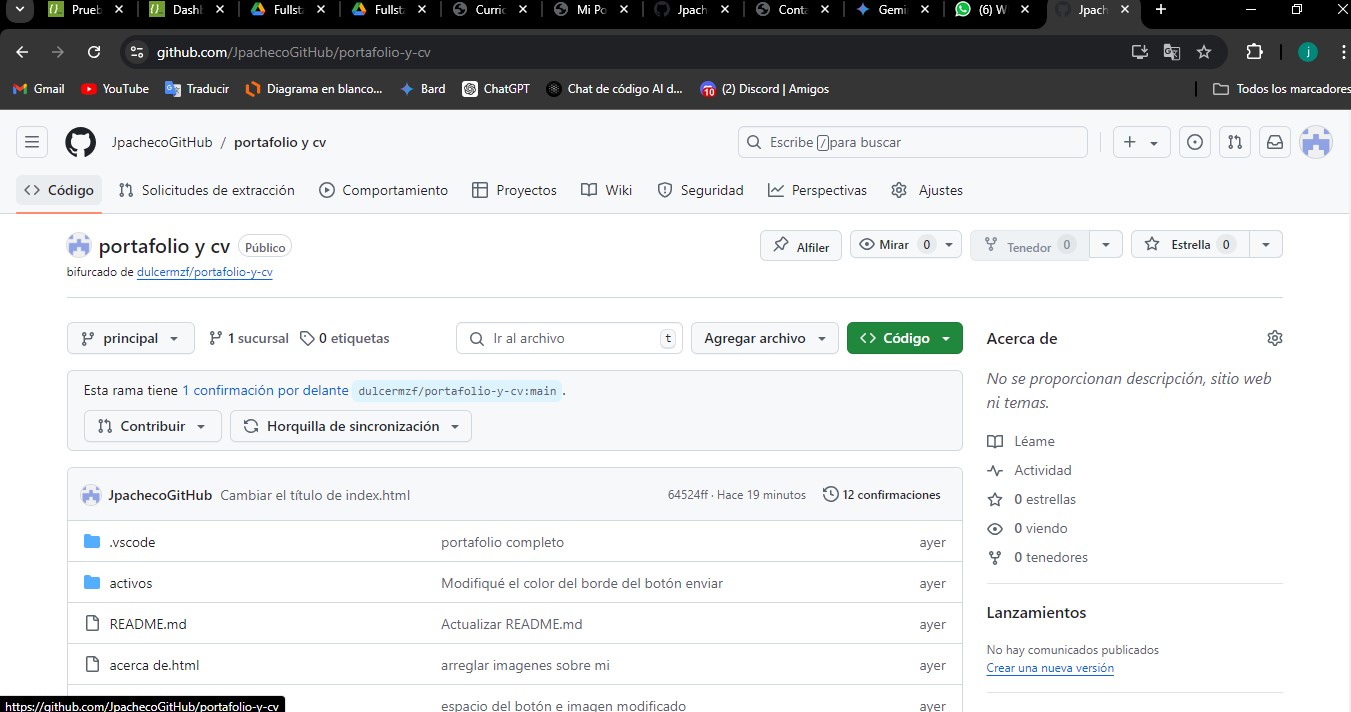 Prueb
Dash
Fullst
Fullst
Curric
Mi Po
Jpach
Conta
Gemi
(6) W
Jpach
github.com/JpachecoGitHub/portafolio-y-cv
j
Gmail
YouTube
Traducir
Diagrama en blanco...
Bard
ChatGPT
Chat de código AI d...
10
(2) Discord | Amigos
Todos los marcadores
JpachecoGitHub / portafolio y cv
Escribe / para buscar
Código
Solicitudes de extracción
Comportamiento
Proyectos
Wiki
Seguridad
Perspectivas
Ajustes
portafolio y cv Público
Alfiler
Mirar 0
Tenedor 0
Estrella 0
bifurcado de dulcermzf/portafolio-y-cv
principal
1 sucursal
0 etiquetas
Ir al archivo t
Agregar archivo
Código
Acerca de
No se proporcionan descripción, sitio web
ni temas.
Esta rama tiene 1 confirmación por delante dulcermzf/portafolio-y-cv:main .
Contribuir
Horquilla de sincronización
Léame
Actividad
0 estrellas
0 viendo
0 tenedores
JpachecoGitHub Cambiar el título de index.html 64524ff · Hace 19 minutos 12 confirmaciones
.vscode portafolio completo ayer
activos Modifiqué el color del borde del botón enviar ayer
README.md Actualizar README.md ayer
acerca de.html arreglar imagenes sobre mi ayer
espacio del botón e imagen modificado ayer
Lanzamientos
No hay comunicados publicados
Crear una nueva versión
https://github.com/JpachecoGitHub/portafolio-y-cv